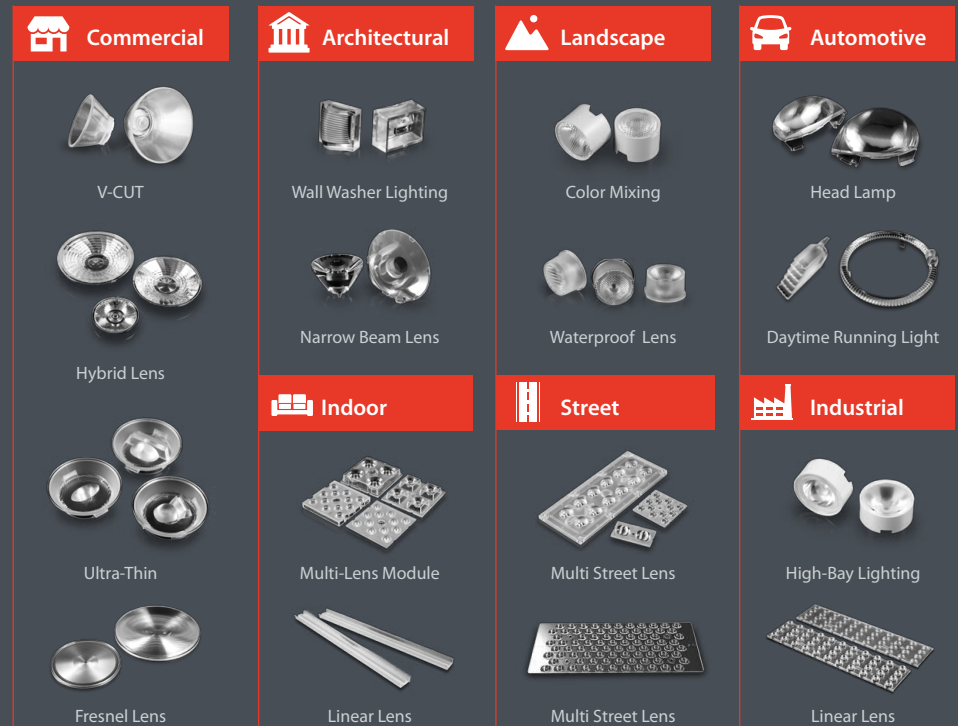 Commercial
V-CUT
Hybrid Lens
Ultra-Thin
Fresnel Lens
Architectural
Wall Washer Lighting
Narrow Beam Lens
Indoor
Multi-Lens Module
Linear Lens
Landscape
Color Mixing
Waterproof Lens
Street
Multi Street Lens
Multi Street Lens
Automotive
Head Lamp
Daytime Running Light
Industrial
High-Bay Lighting
Linear Lens